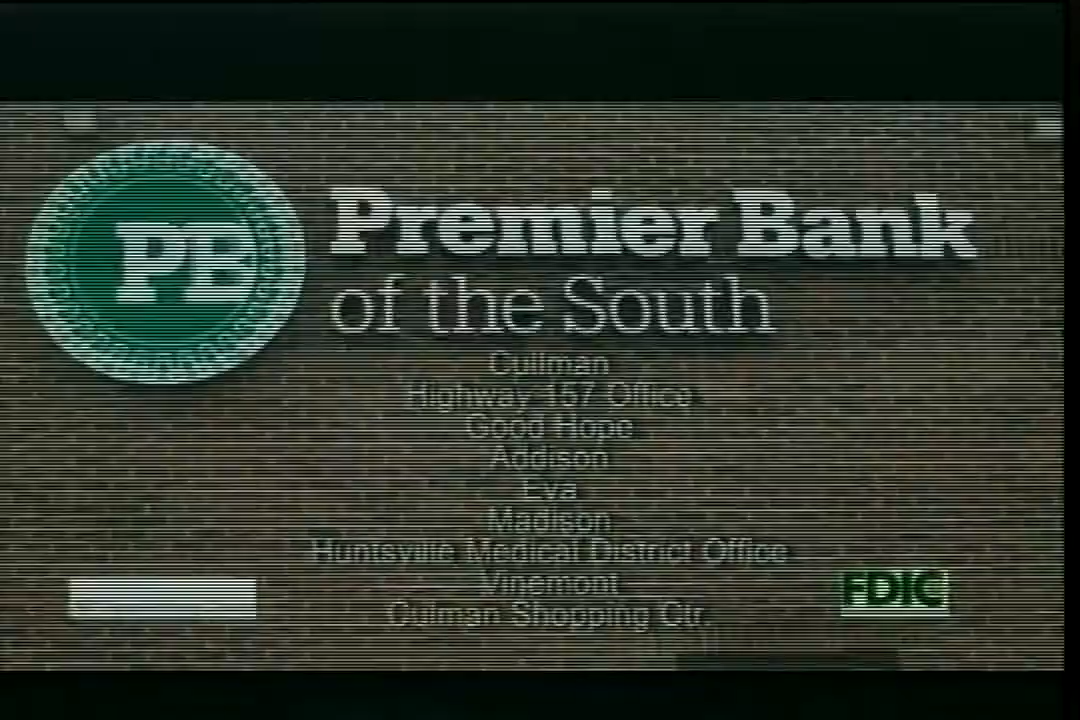 PB
Premier Bank
of the South
Cullman
Highway 157 Office
Good Hope
Addison
Eva
Madison
Huntsville Medical District Office
Vinemont
Culman Shopping Ctr.
FDIC